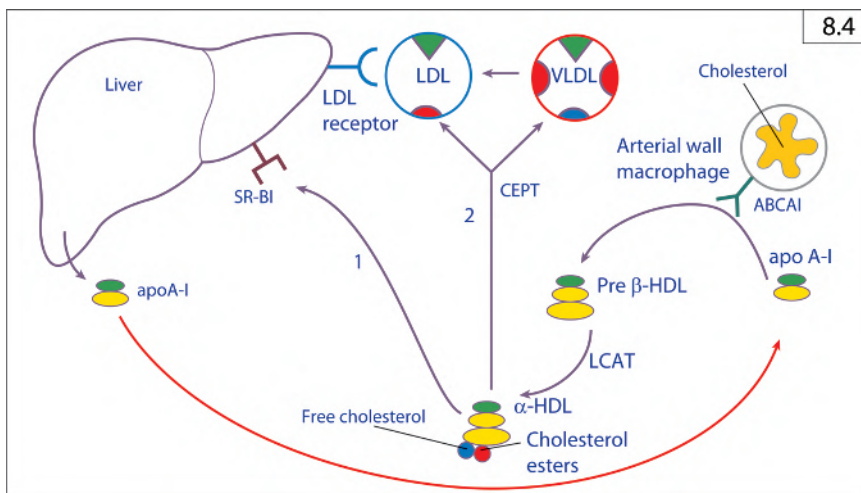 8.4
Liver
LDL
receptor
LDL
VLDL
Cholesterol
Arterial wall
macrophage
ABCAI
SR-BI
CEPT
2
1
apoA-I
Pre β-HDL
apo A-I
LCAT
α-HDL
Free cholesterol
Cholesterol
esters